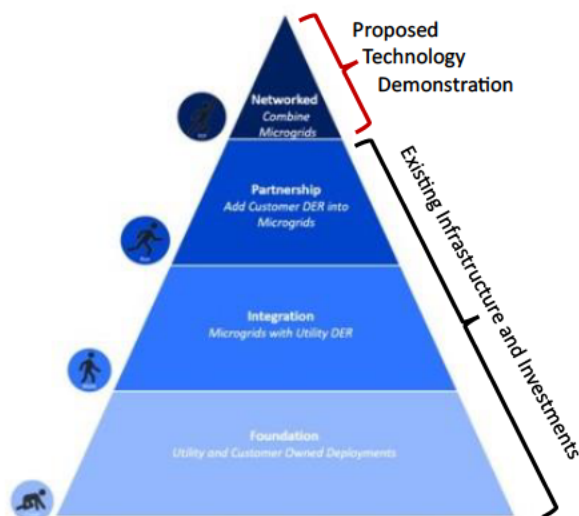 Proposed
Technology
Demonstration
Networked
Combine
Microgrids
Partnership
Add Customer DER into
Microgrids
Integration
Microgrids with Utility DER
Foundation
Utility and Customer Owned Deployments
Existing Infrastructure and Investments